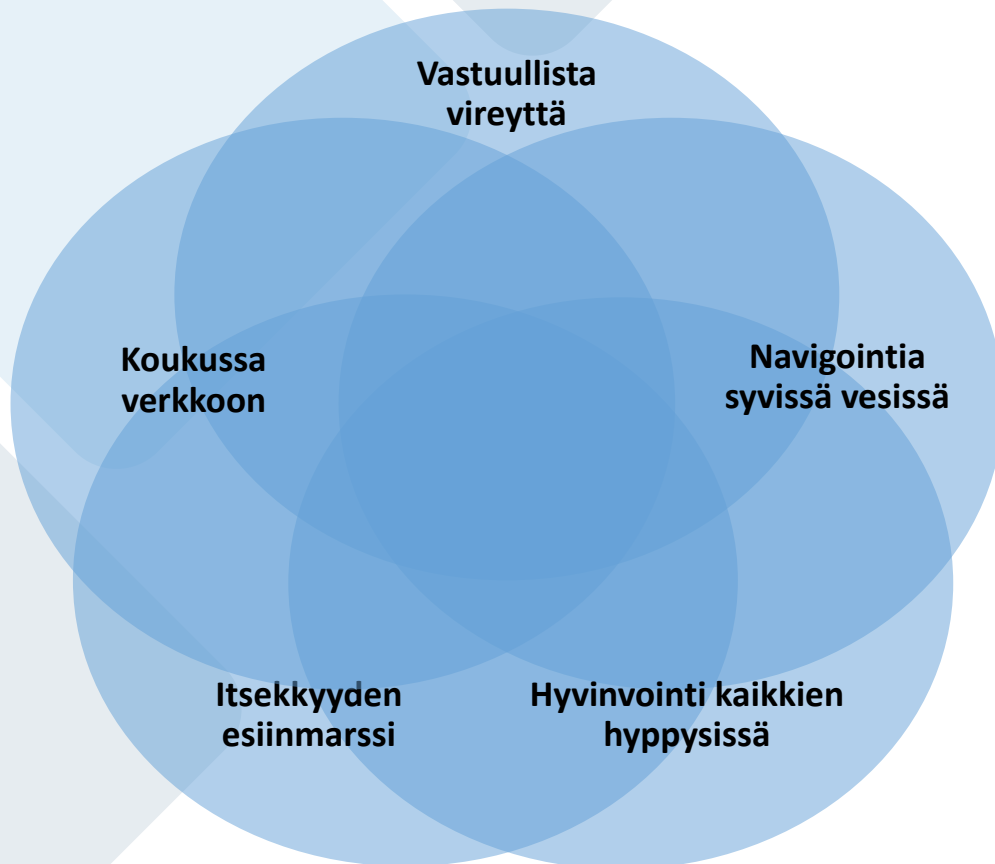 Vastuullista
vireyttä
Koukussa
verkkoon
Navigointia
syvissä vesissä
Itsekkyyden
esiinmarssi
Hyvinvointi kaikkien
hyppysissä